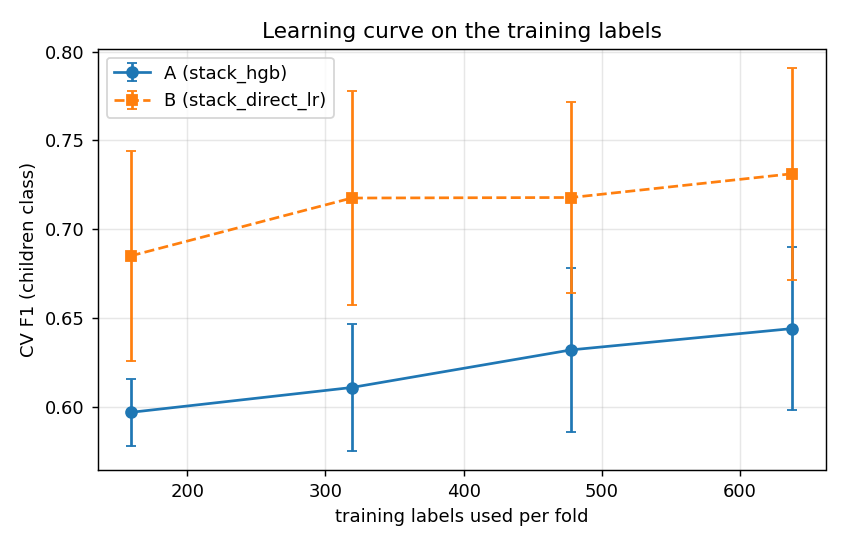 Learning curve on the training labels
A (stack_hgb)
B (stack_direct_lr)
CV F1 (children class)
0.80
0.75
0.70
0.65
0.60
200 300 400 500 600
training labels used per fold